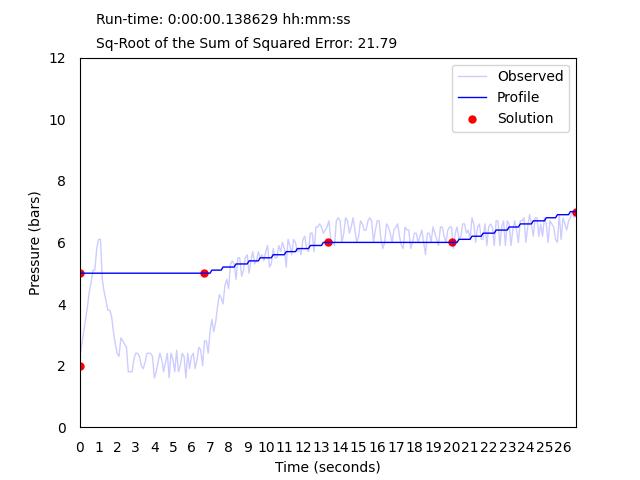 Run-time: 0:00:00.138629 hh:mm:ss
Sq-Root of the Sum of Squared Error: 21.79
Observed
Profile
Solution
12
10
8
6
4
2
0
Pressure (bars)
0 1 2 3 4 5 6 7 8 9 10 11 12 13 14 15 16 17 18 19 20 21 22 23 24 25 26
Time (seconds)